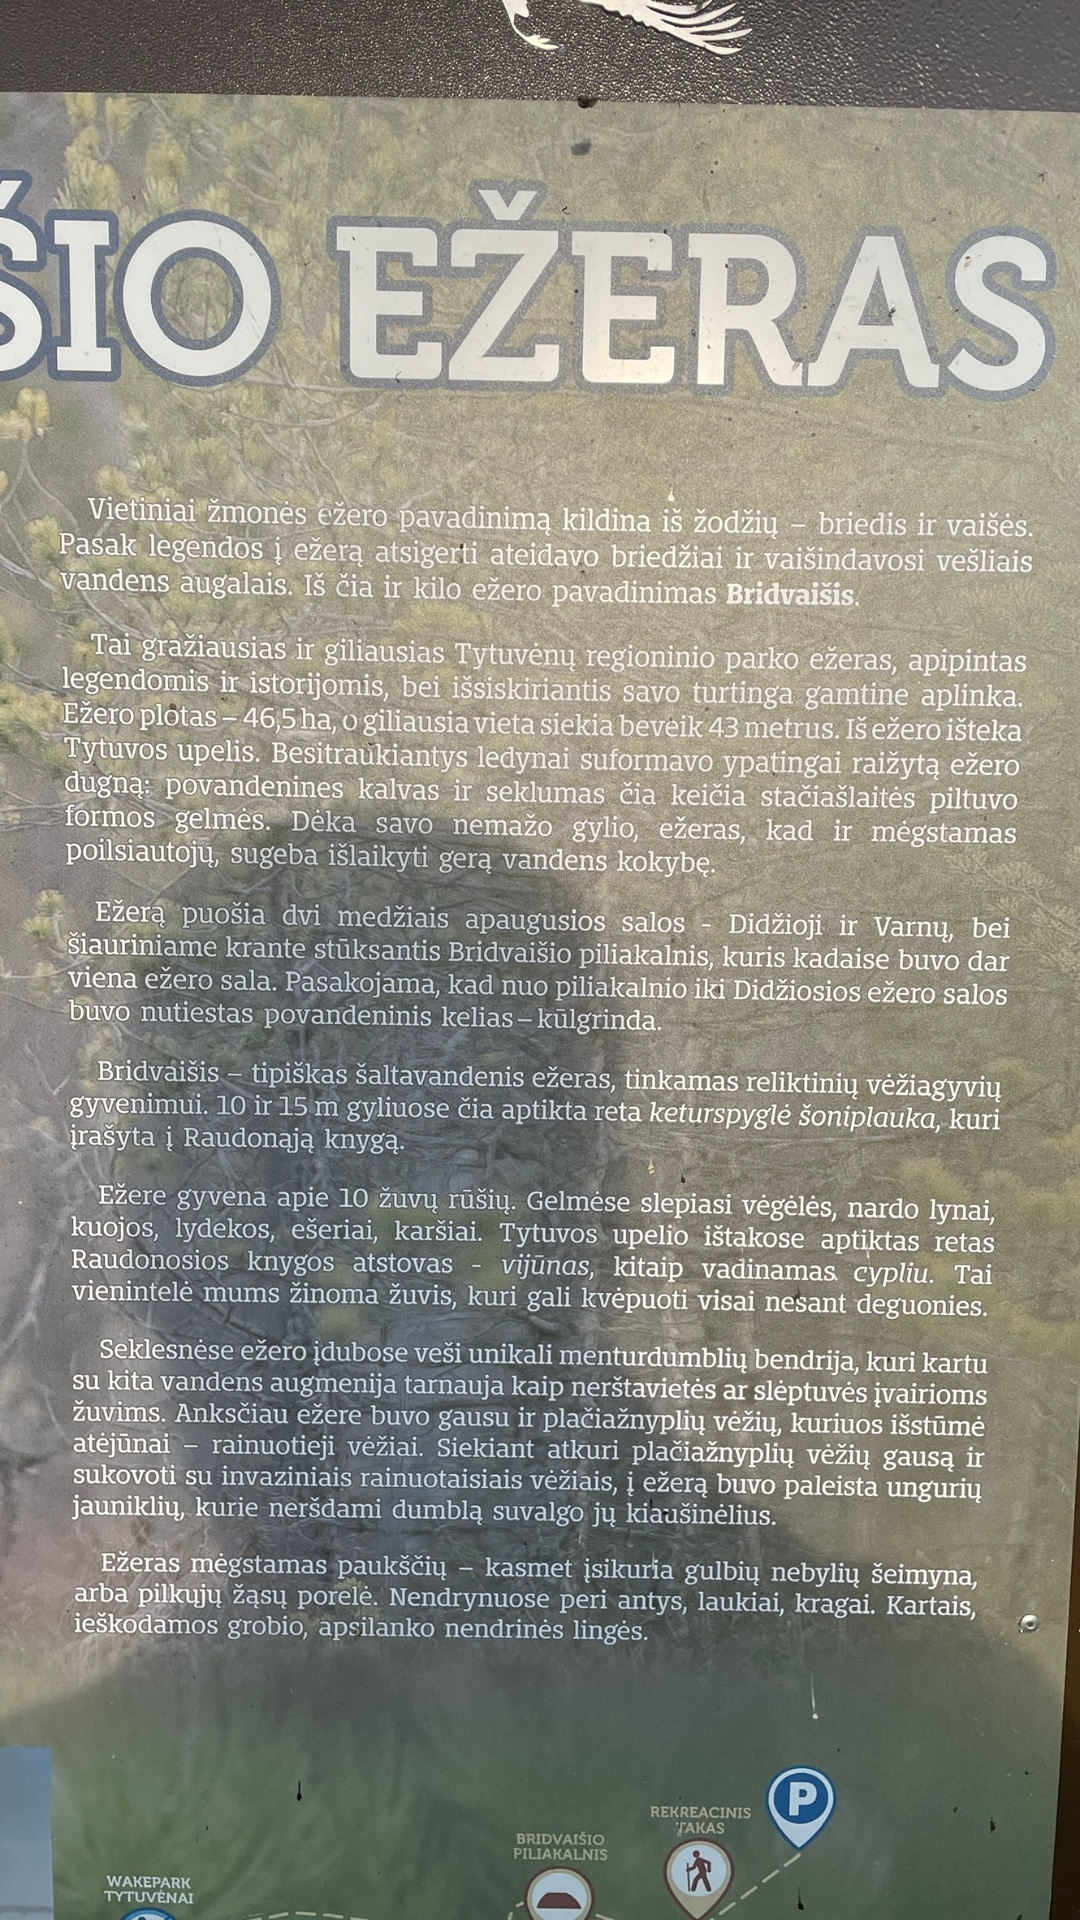 ŠIO EŽERAS
Vietiniai žmonės ežero pavadinimą kildina iš žodžių – briedis ir vaišės.
Pasak legendos į ežerą atsigerti ateidavo briedžiai ir vaišindavosi vešliais
vandens augalais. Iš čia ir kilo ežero pavadinimas Bridvaišis.
Tai gražiausias ir giliausias Tytuvėnų regioninio parko ežeras, apipintas
legendomis ir istorijomis, bei išsiskiriantis savo turtinga gamtine aplinka.
Ežero plotas – 46,5 ha, o giliausia vieta siekia beveik 43 metrus. Iš ežero išteka
Tytuvos upelis. Besitraukiantys ledynai suformavo ypatingai raižytą ežero
dugną: povandenines kalvas ir seklumas čia keičia stačiašlaitės piltuvo
formos gelmės. Dėka savo nemažo gylio, ežeras, kad ir mėgstamas
poilsiautojų, sugeba išlaikyti gerą vandens kokybę.
Ežerą puošia dvi medžiais apaugusios salos - Didžioji ir Varnų, bei
šiauriniame krante stūksantis Bridvaišio piliakalnis, kuris kadaise buvo dar
viena ežero sala. Pasakojama, kad nuo piliakalnio iki Didžiosios ežero salos
buvo nutiestas povandeninis kelias – kūlgrinda.
Bridvaišis – tipiškas šaltavandenis ežeras, tinkamas reliktinių vėžiagyvių
gyvenimui. 10 ir 15 m gyliuose čia aptikta reta keturspyglė šoniplauka, kuri
įrašyta į Raudonąją knygą.
Ežere gyvena apie 10 žuvų rūšių. Gelmėse slepiasi vėgėlės, nardo lynai,
kuojos, lydekos, ešeriai, karšiai. Tytuvos upelio ištakose aptiktas retas
Raudonosios knygos atstovas - vijūnas, kitaip vadinamas cypliu. Tai
vienintelė mums žinoma žuvis, kuri gali kvėpuoti visai nesant deguonies.
Seklesnėse ežero įdubose veši unikali menturdumblių bendrija, kuri kartu
su kita vandens augmenija tarnauja kaip nerštavietės ar slėptuvės įvairioms
žuvims. Anksčiau ežere buvo gausu ir plačiažnyplių vėžių, kuriuos išstūmė
atėjūnai – rainuotieji vėžiai. Siekiant atkuri plačiažnyplių vėžių gausą ir
sukovoti su invaziniais rainuotaisiais vėžiais, į ežerą buvo paleista ungurių
jauniklių, kurie neršdami dumblą suvalgo jų kiaušinėlius.
Ežeras mėgstamas paukščių – kasmet įsikuria gulbių nebylių šeimyna,
arba pilkųjų žąsų porelė. Nendrynuose peri antys, laukiai, kragai. Kartais,
ieškodamos grobio, apsilanko nendrinės lingės.
P
REKREACINIS
TAKAS
BRIDVAIŠIO
PILIAKALNIS
WAKEPARK
TYTUVĖNAI